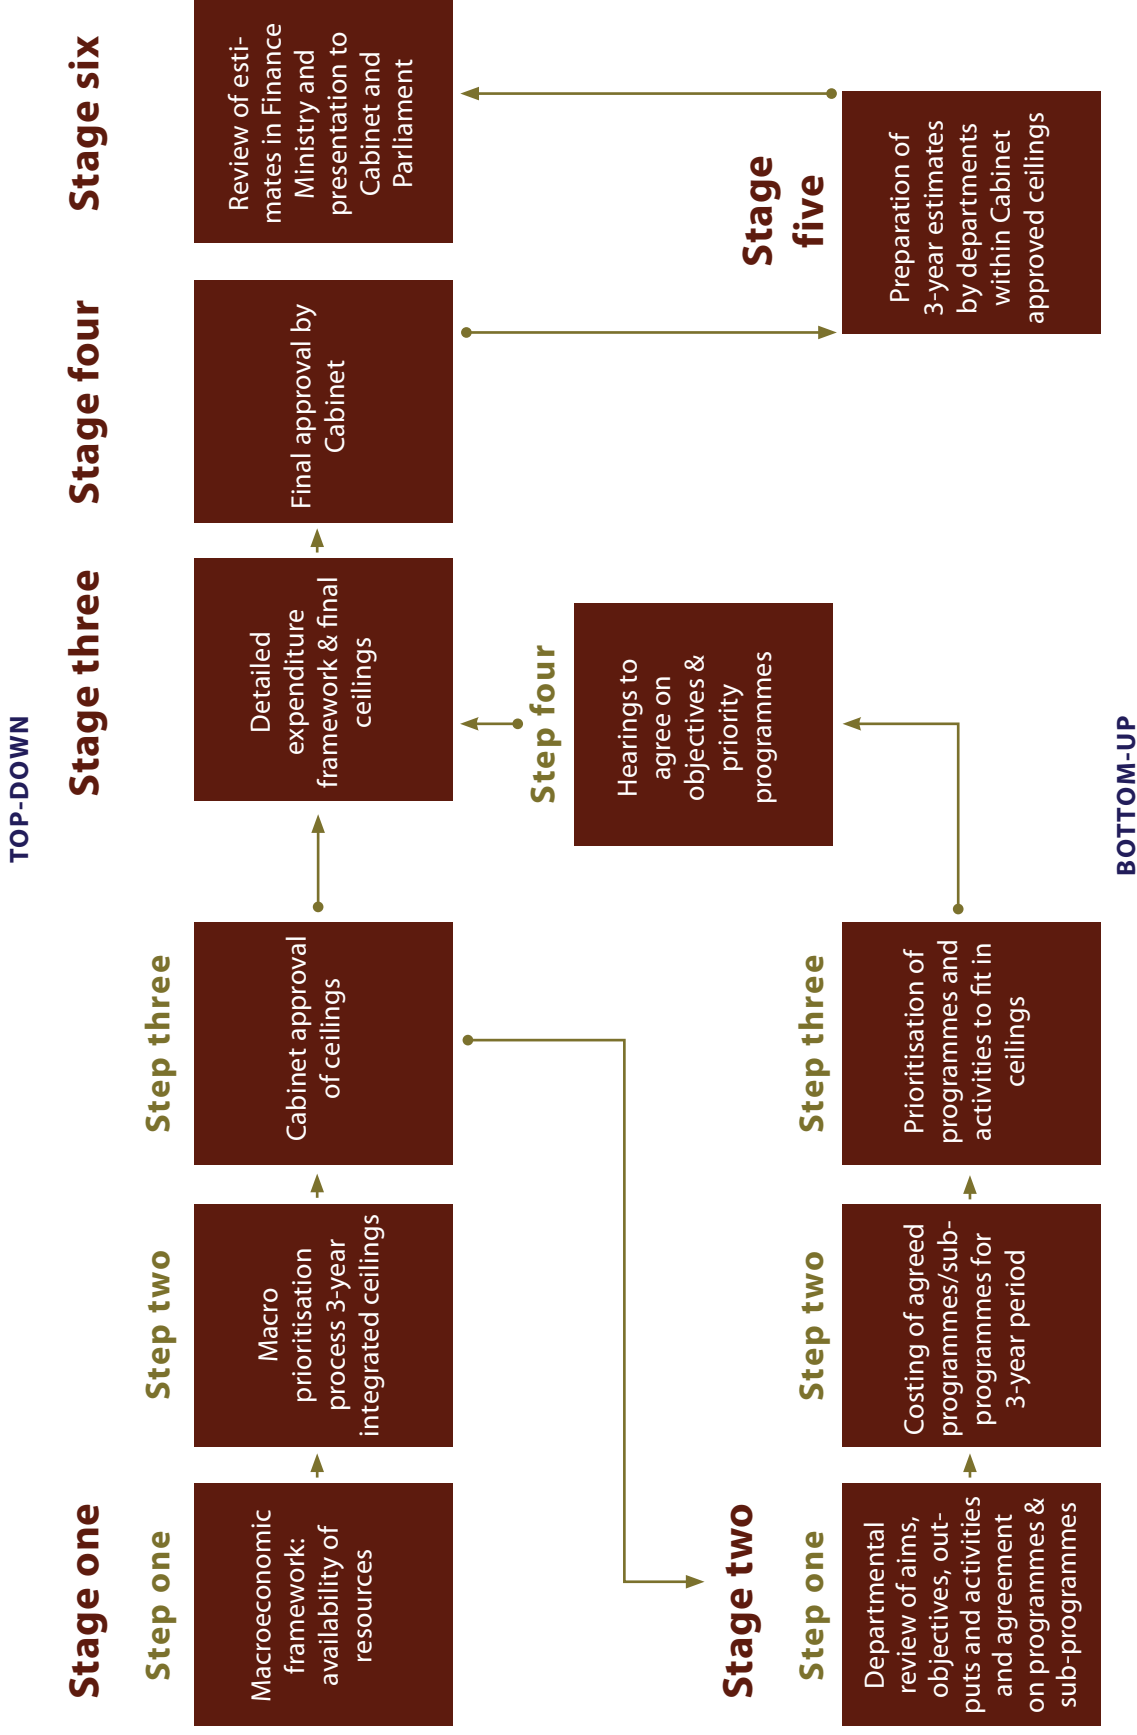 TOP-DOWN
Stage one
Step one
Macroeconomic
framework:
availability of
resources
Step two
Macro
prioritisation
process 3-year
integrated ceilings
Step three
Cabinet approval
of ceilings
Stage three
Detailed
expenditure
framework & final
ceilings
Stage four
Final approval by
Cabinet
Stage six
Review of esti-
mates in Finance
Ministry and
presentation to
Cabinet and
Parliament
Stage two
Step one
Departmental
review of aims,
objectives, out-
puts and activities
and agreement
on programmes &
sub-programmes
Step two
Costing of agreed
programmes/sub-
programmes for
3-year period
Step three
Prioritisation of
programmes and
activities to fit in
ceilings
Step four
Hearings to
agree on
objectives &
priority
programmes
Stage
five
Preparation of
3-year estimates
by departments
within Cabinet
approved ceilings
BOTTOM-UP